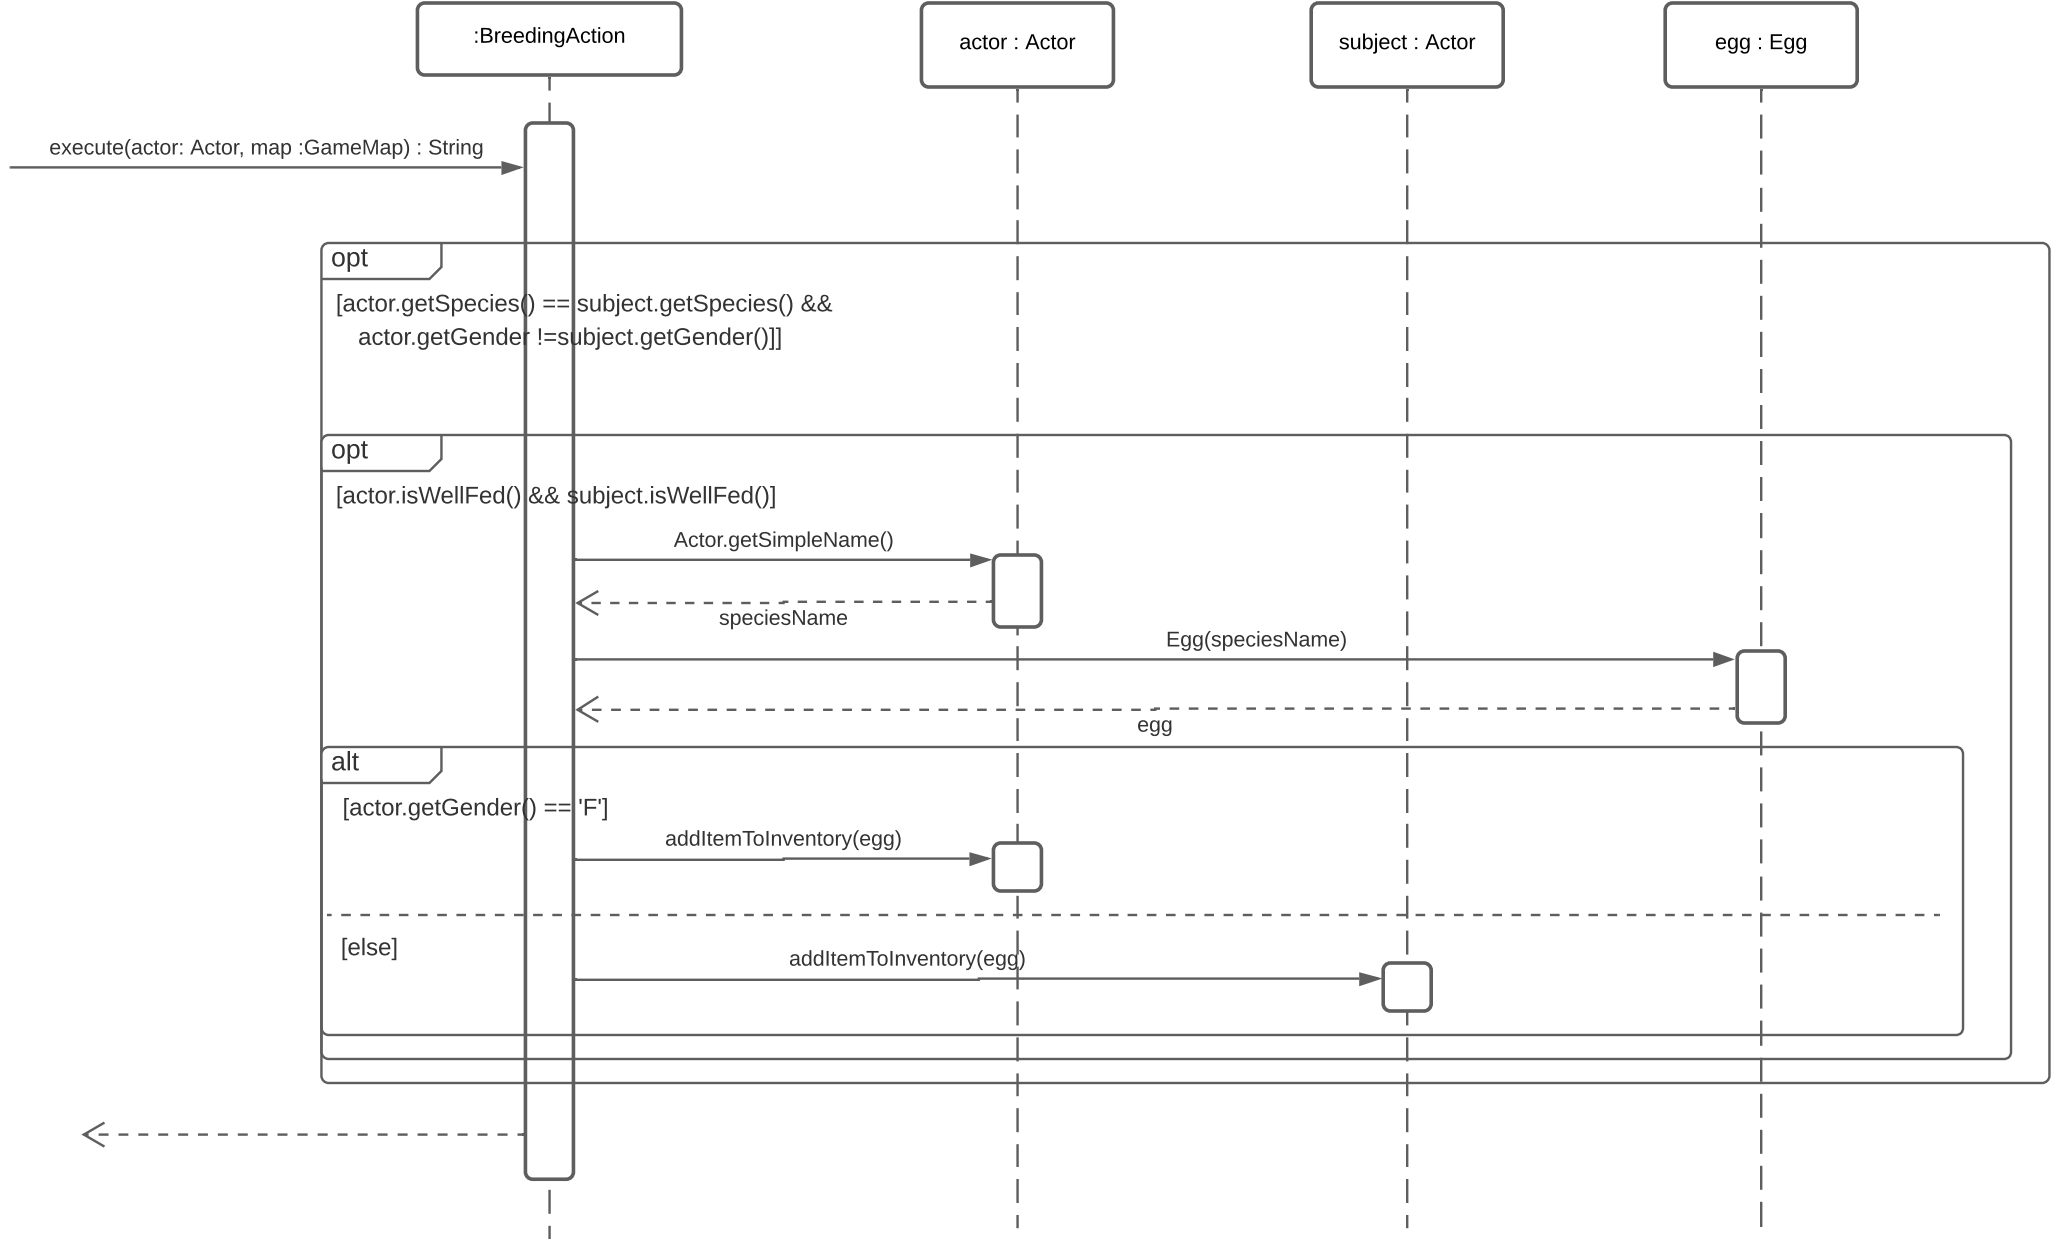 :BreedingAction
actor : Actor
subject : Actor
egg : Egg
execute(actor: Actor, map :GameMap) : String
opt
[actor.getSpecies() == subject.getSpecies() &&
actor.getGender !=subject.getGender()]]
opt
[actor.isWellFed() && subject.isWellFed()]
Actor.getSimpleName()
speciesName
Egg(speciesName)
egg
alt
[actor.getGender() == 'F']
addItemToInventory(egg)
[else]
addItemToInventory(egg)